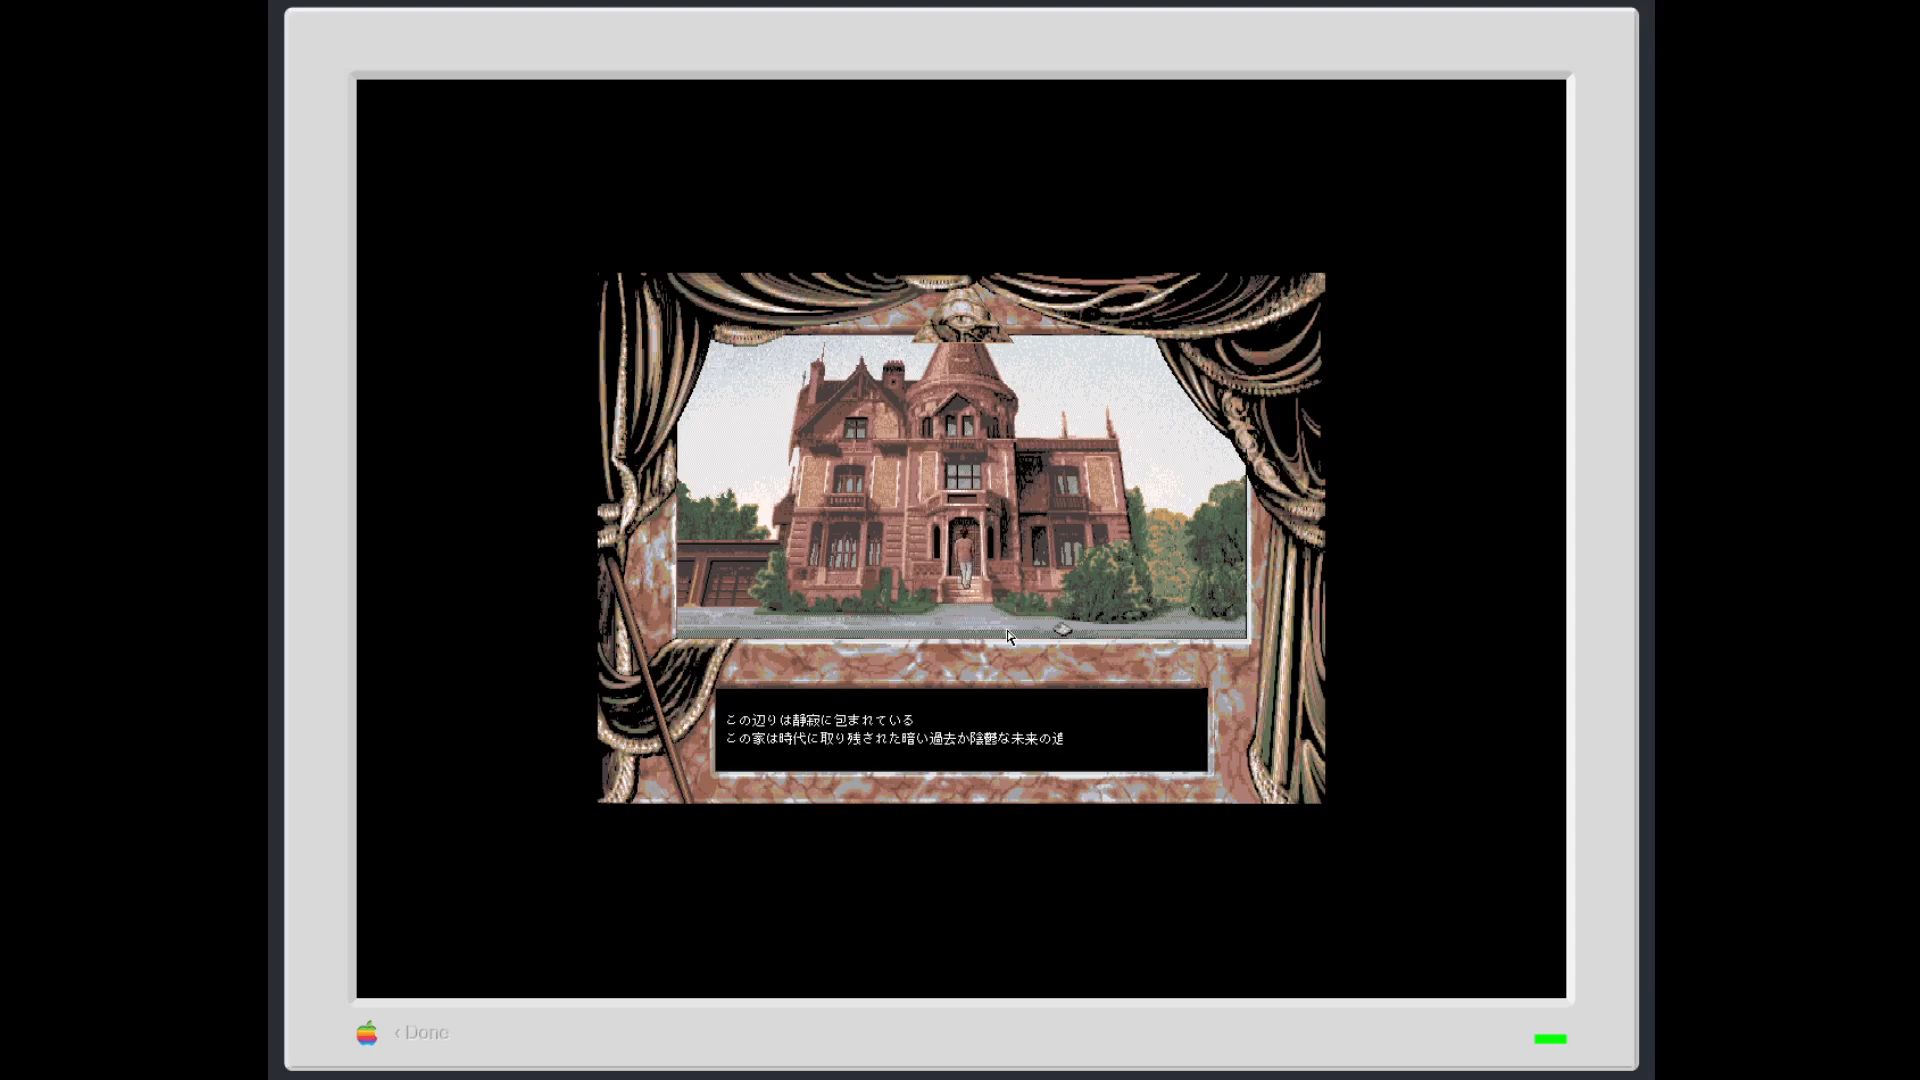 この辺りは静寂に包まれている
この家は時代に取り残された暗い過去か陰鬱な未来の追
‹ Done